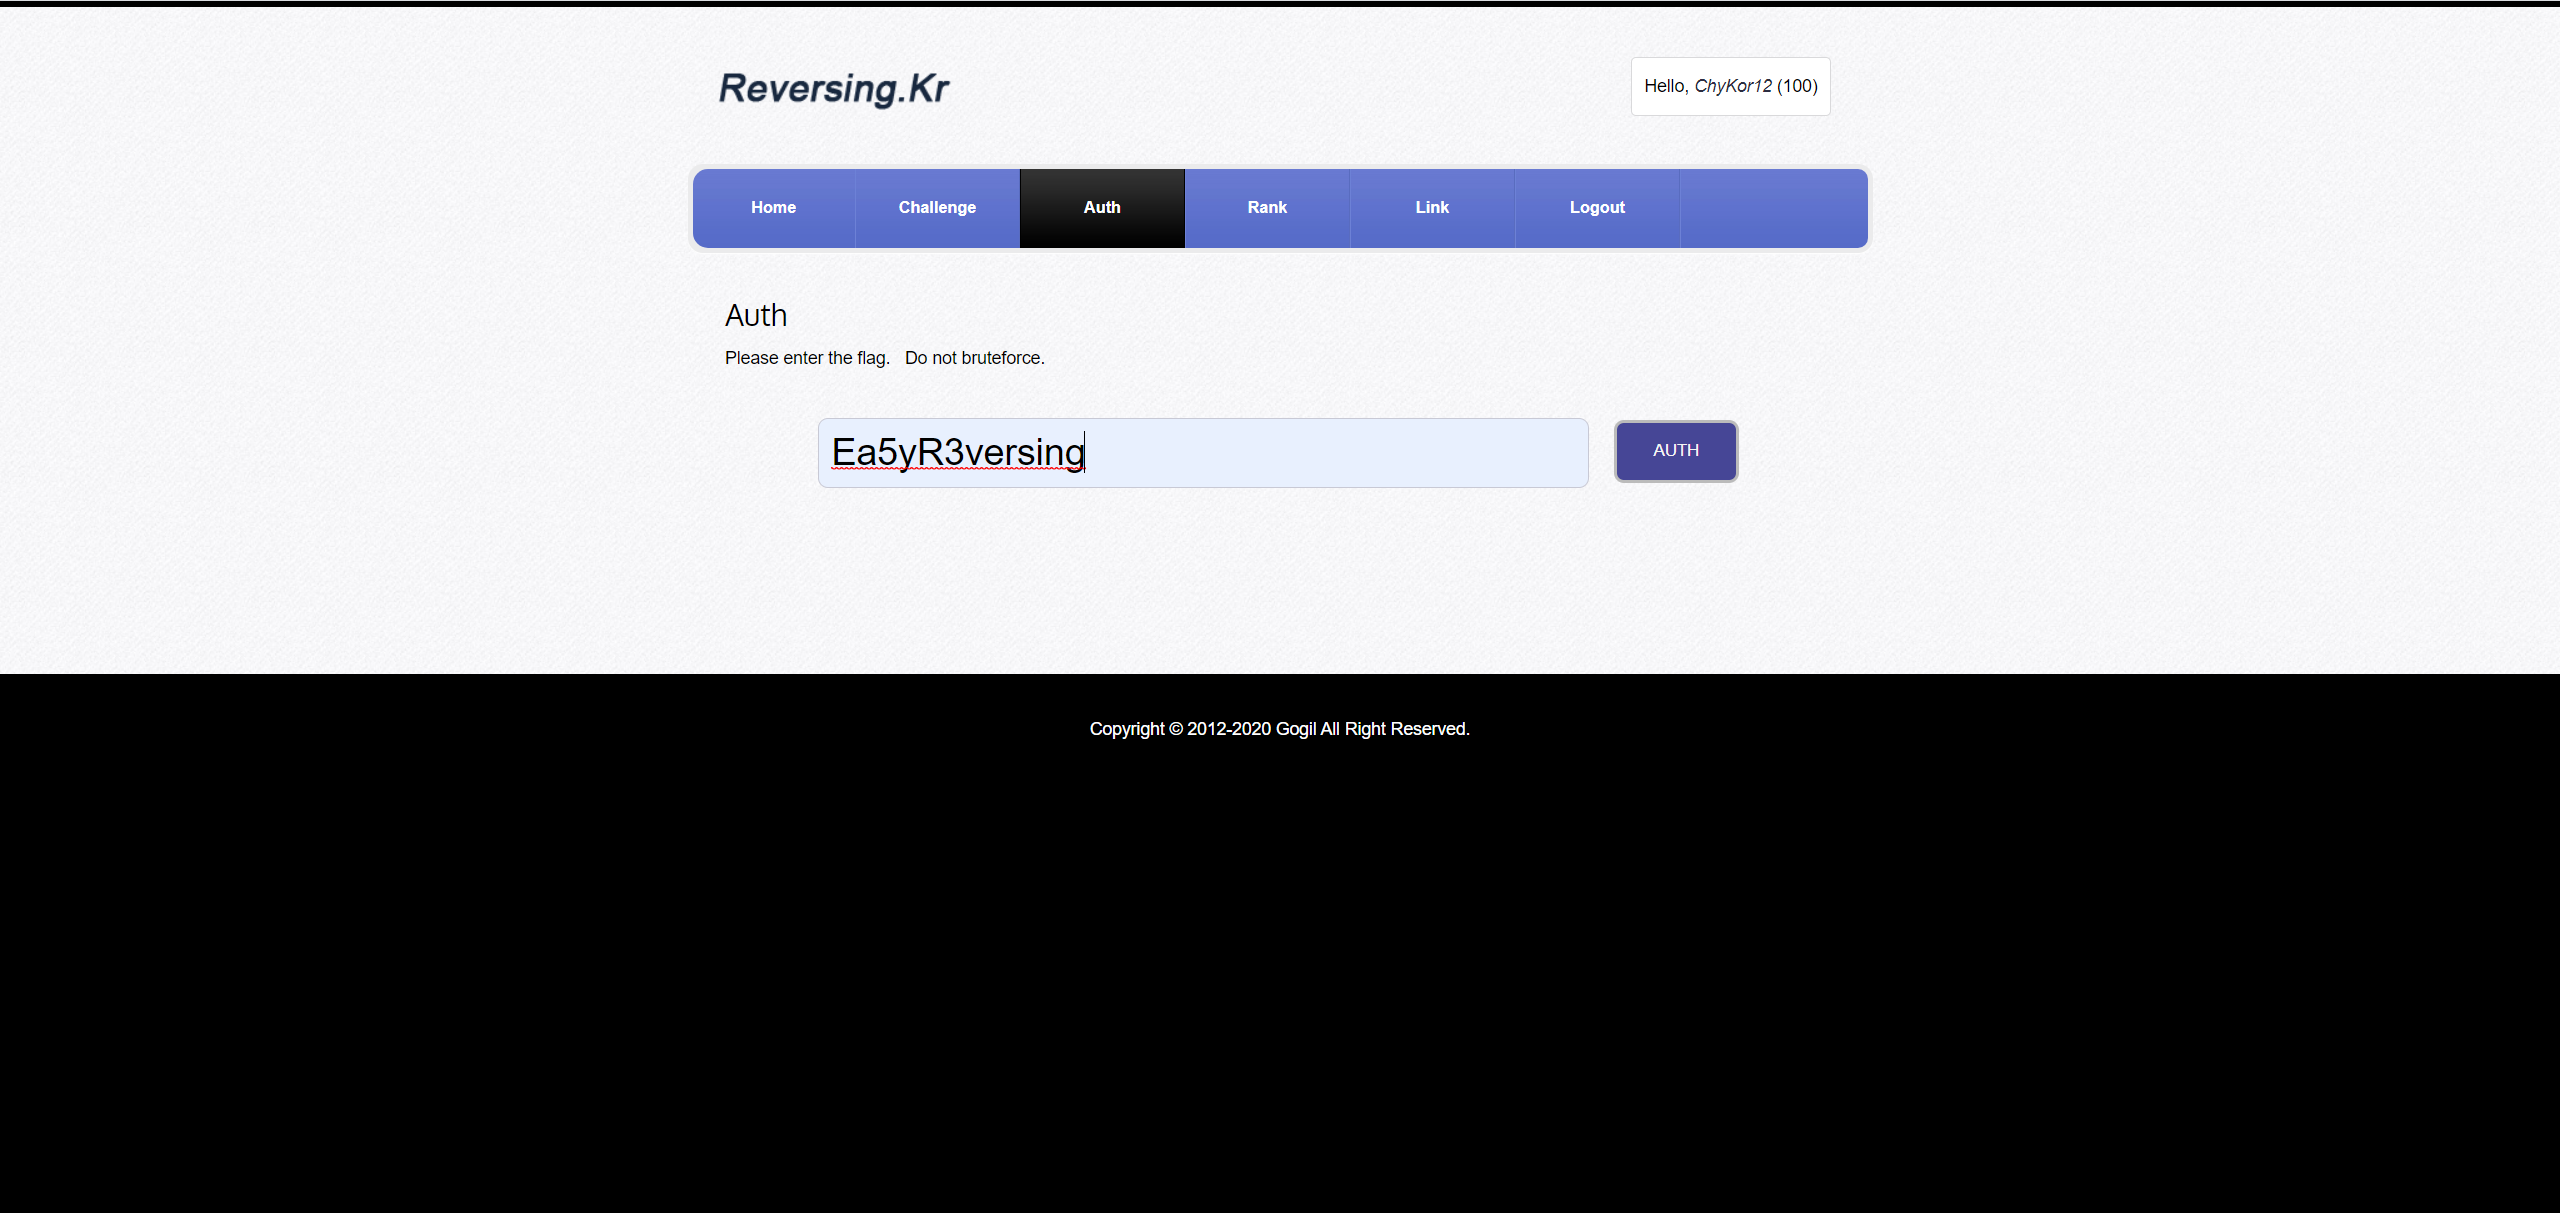 Reversing.Kr
Hello, ChyKor12 (100)
Home Challenge Auth Rank Link Logout
Auth
Please enter the flag. Do not bruteforce.
Ea5yR3versing
AUTH
Copyright © 2012-2020 Gogil All Right Reserved.